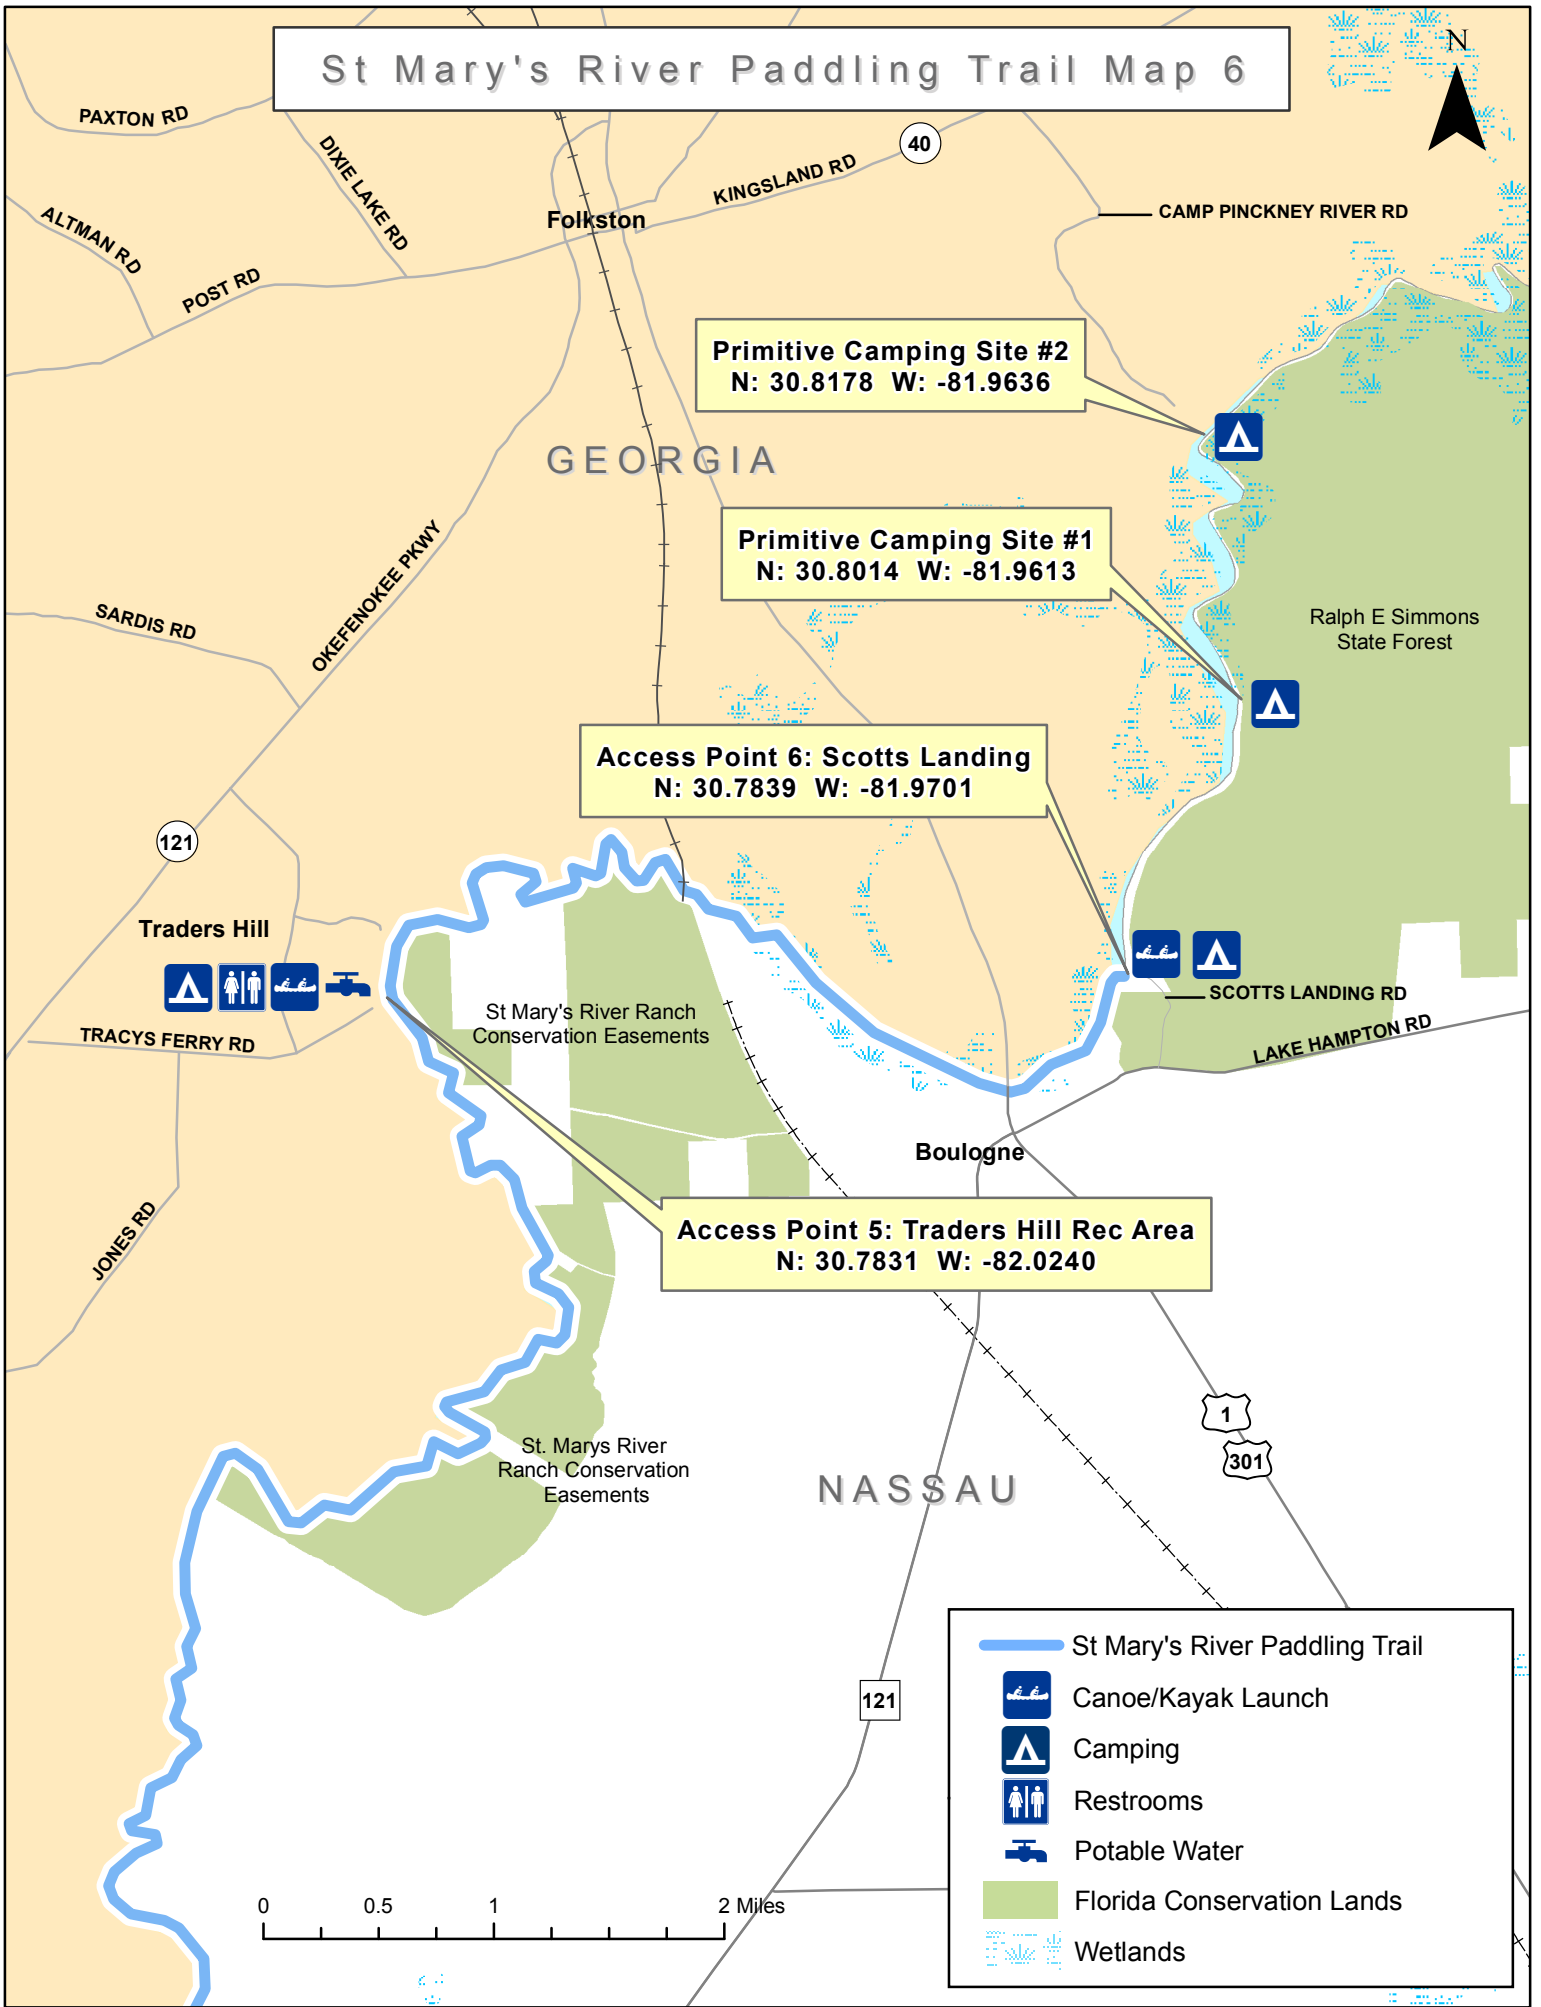 St Mary's River Paddling Trail Map 6
N
PAXTON RD
DIXIE LAKE RD
40
KINGSLAND RD
ALTMAN RD
Folkston
CAMP PINCKNEY RIVER RD
POST RD
Primitive Camping Site #2
N: 30.8178 W: -81.9636
GEORGIA
Primitive Camping Site #1
N: 30.8014 W: -81.9613
OKEFENOKEE PKWY
SARDIS RD
Ralph E Simmons
State Forest
Access Point 6: Scotts Landing
N: 30.7839 W: -81.9701
121
Traders Hill
SCOTTS LANDING RD
St Mary's River Ranch
Conservation Easements
TRACYS FERRY RD
LAKE HAMPTON RD
Boulogne
JONES RD
Access Point 5: Traders Hill Rec Area
N: 30.7831 W: -82.0240
1
301
St. Marys River
Ranch Conservation
Easements
NASSAU
121
St Mary's River Paddling Trail
Canoe/Kayak Launch
Camping
Restrooms
Potable Water
Florida Conservation Lands
Wetlands
0 0.5 1 2 Miles